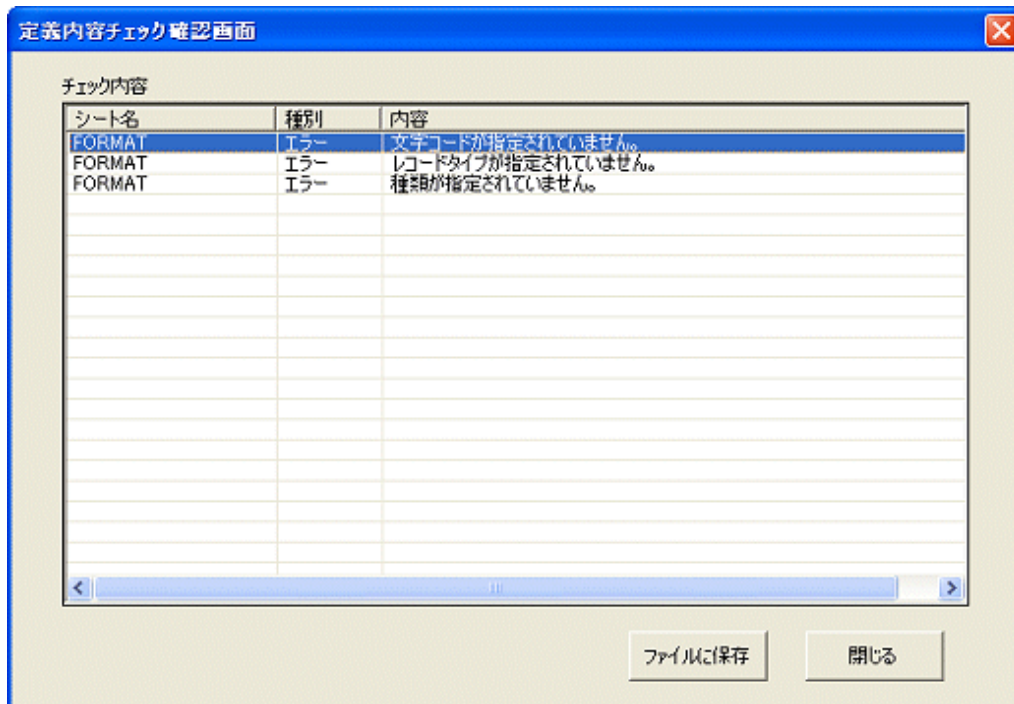 定義内容チェック確認画面
チェック内容
シート名 種別 内容
FORMAT エラー 文字コードが指定されていません。
FORMAT エラー レコードタイプが指定されていません。
FORMAT エラー 種類が指定されていません。
ファイルに保存 閉じる